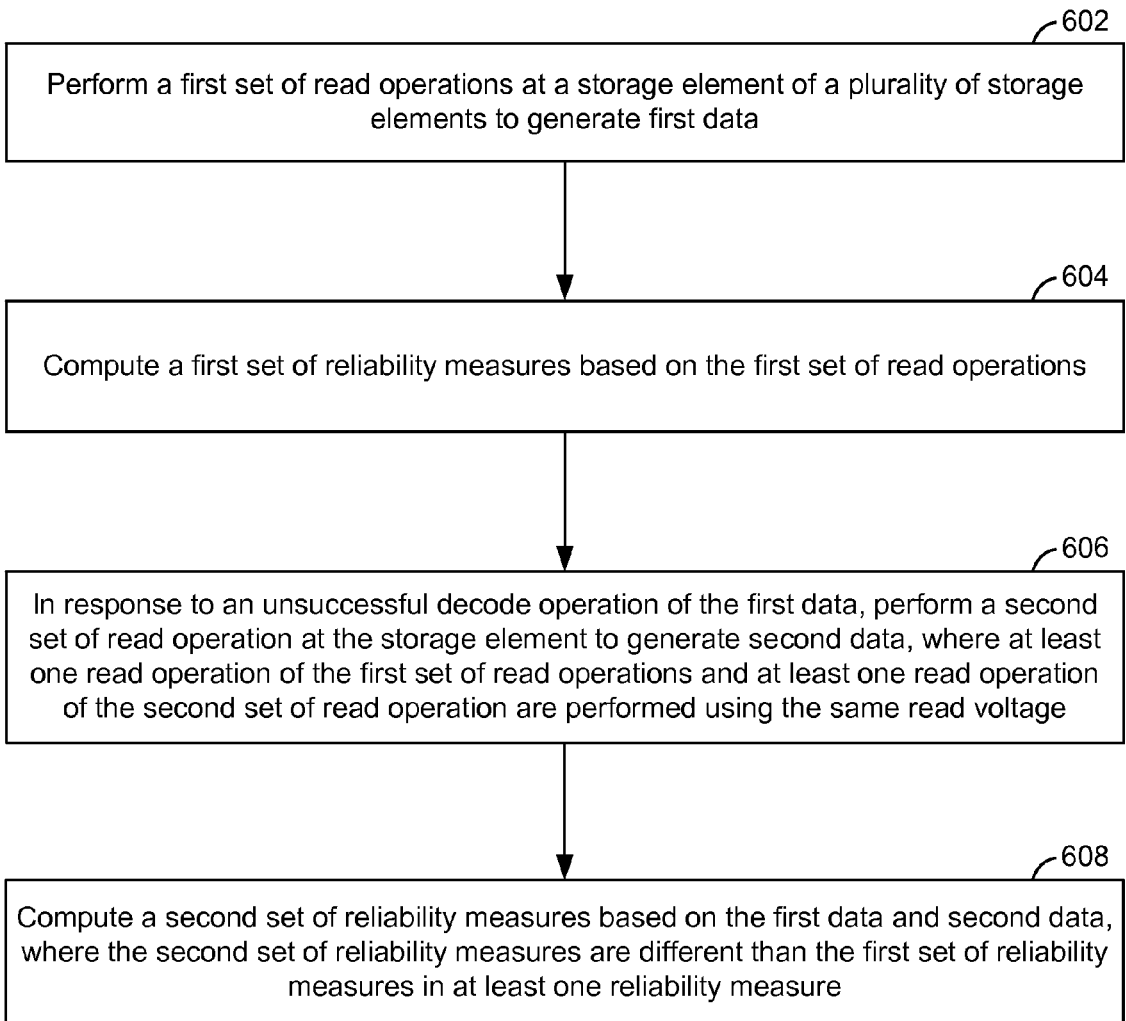 602
Perform a first set of read operations at a storage element of a plurality of storage
elements to generate first data
604
Compute a first set of reliability measures based on the first set of read operations
606
In response to an unsuccessful decode operation of the first data, perform a second
set of read operation at the storage element to generate second data, where at least
one read operation of the first set of read operations and at least one read operation
of the second set of read operation are performed using the same read voltage
608
Compute a second set of reliability measures based on the first data and second data,
where the second set of reliability measures are different than the first set of reliability
measures in at least one reliability measure